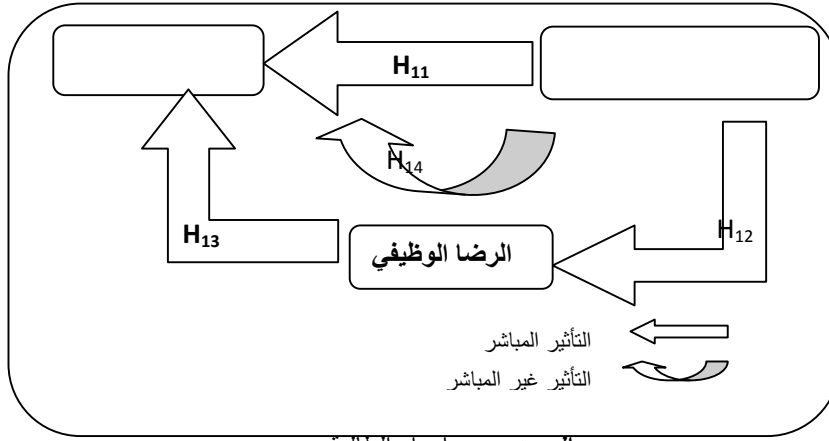 H₁₁
H₁₄
H₁₃
الرضا الوظيفي
H₁₂
التأثير المباشر
التأثير غير المباشر